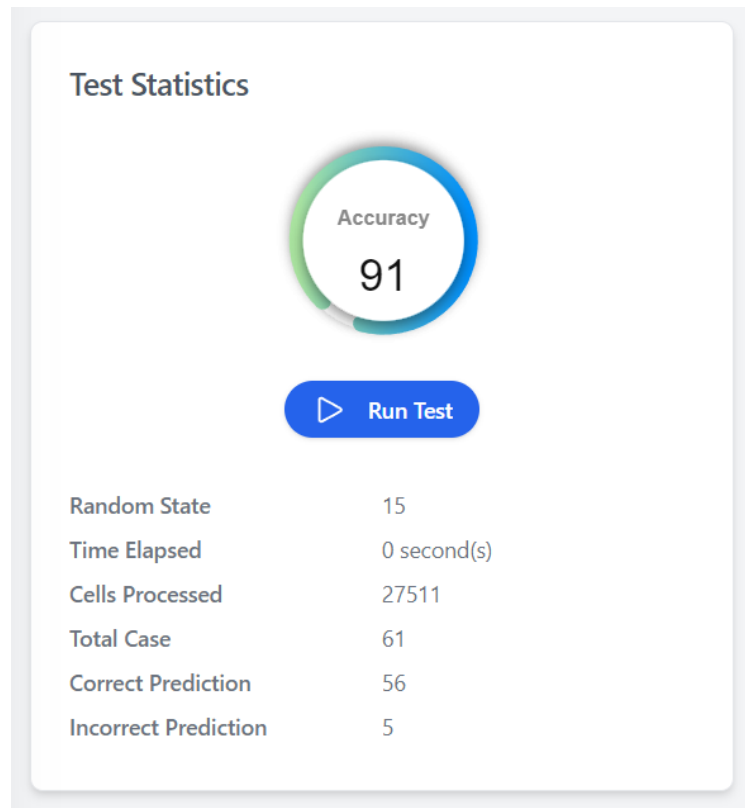 Test Statistics
Accuracy
91
Run Test
Random State 15
Time Elapsed 0 second(s)
Cells Processed 27511
Total Case 61
Correct Prediction 56
Incorrect Prediction 5